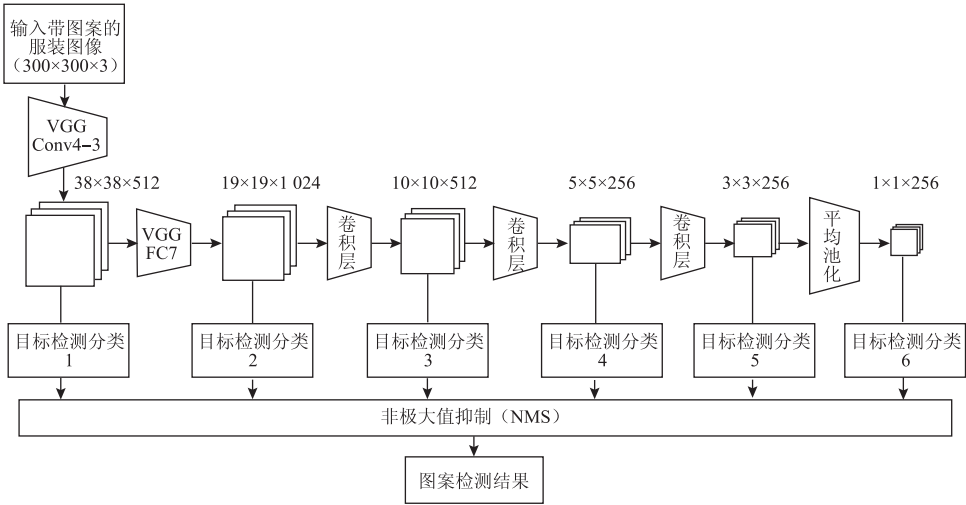 输入带图案的
服装图像
（300×300×3）
VGG
Conv4-3
38×38×512
19×19×1 024
10×10×512
5×5×256
3×3×256
1×1×256
VGG
FC7
卷积层
卷积层
卷积层
平均池化
目标检测分类
1
目标检测分类
2
目标检测分类
3
目标检测分类
4
目标检测分类
5
目标检测分类
6
非极大值抑制（NMS）
图案检测结果